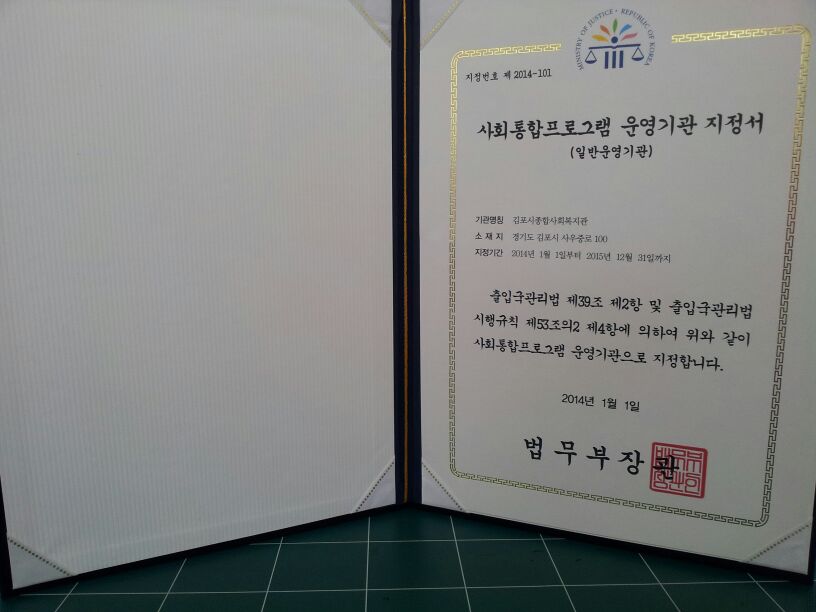 MINISTRY OF JUSTICE · REPUBLIC OF KOREA
지정번호 제 2014-101
사회통합프로그램 운영기관 지정서
(일반운영기관)
기관명칭 김포시종합사회복지관
소 재 지 경기도 김포시 사우중로 100
지정기간 2014년 1월 1일부터 2015년 12월 31일까지
출입국관리법 제39조 제2항 및 출입국관리법
시행규칙 제53조의2 제4항에 의하여 위와 같이
사회통합프로그램 운영기관으로 지정합니다.
2014년 1월 1일
법무부장관